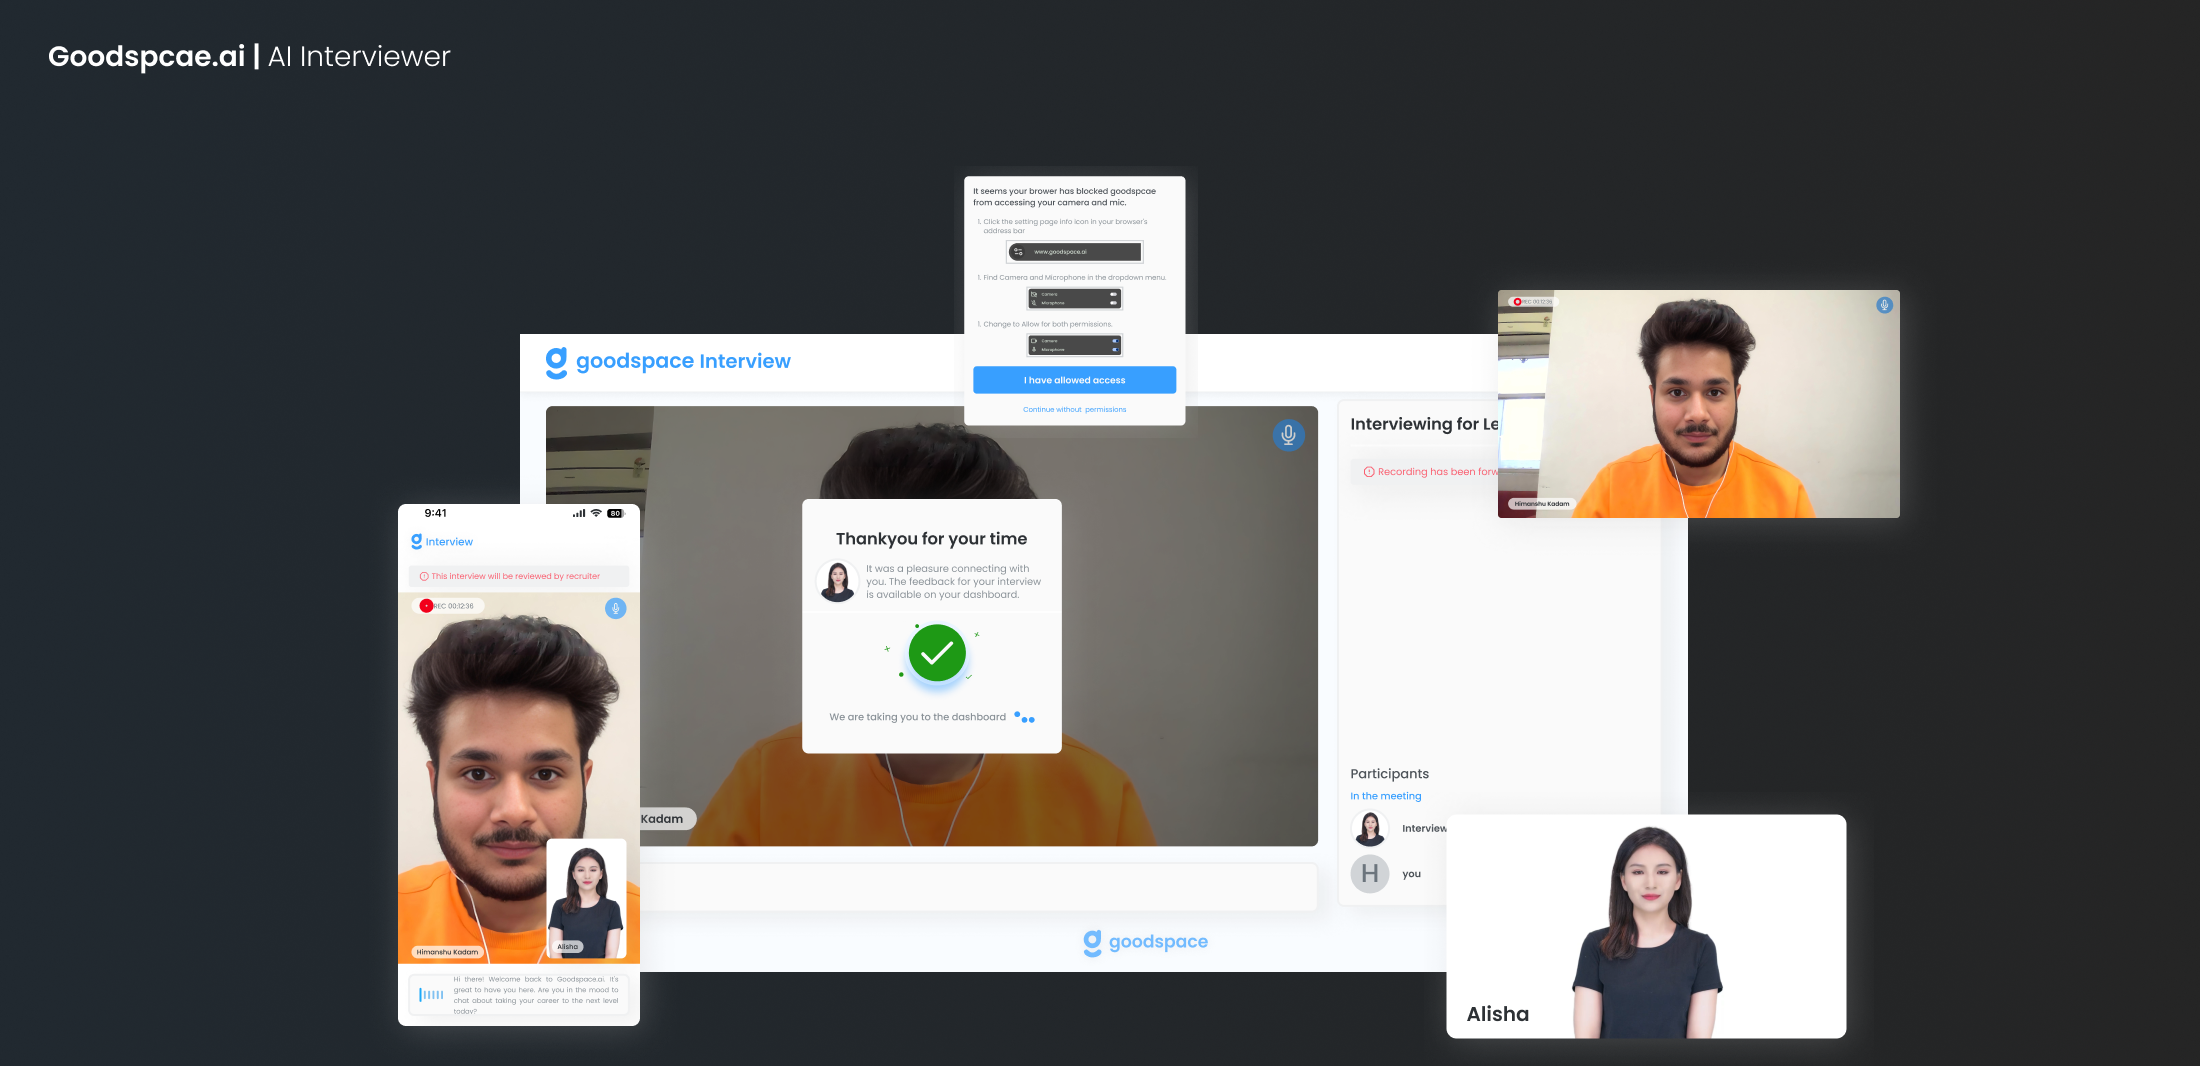 Goodspcae.ai | AI Interviewer
It seems your brower has blocked goodspcae
from accessing your camera and mic.
1. Click the setting page info icon in your browser's
address bar
www.goodspace.ai
1. Find Camera and Microphone in the dropdown menu.
Camera
Microphone
1. Change to Allow for both permissions.
Camera
Microphone
I have allowed access
Continue without permissions
REC 00:12:36
Himanshu Kadam
goodspace Interview
Interviewing for Le
Recording has been forw
Thankyou for your time
It was a pleasure connecting with
you. The feedback for your interview
is available on your dashboard.
We are taking you to the dashboard
Kadam
Participants
In the meeting
Interview
H
you
goodspace
9:41
80
Interview
This interview will be reviewed by recruiter
REC 00:12:36
Alisha
Himanshu Kadam
Hi there! Welcome back to Goodspace.ai. It's
great to have you here. Are you in the mood to
chat about taking your career to the next level
today?
Alisha